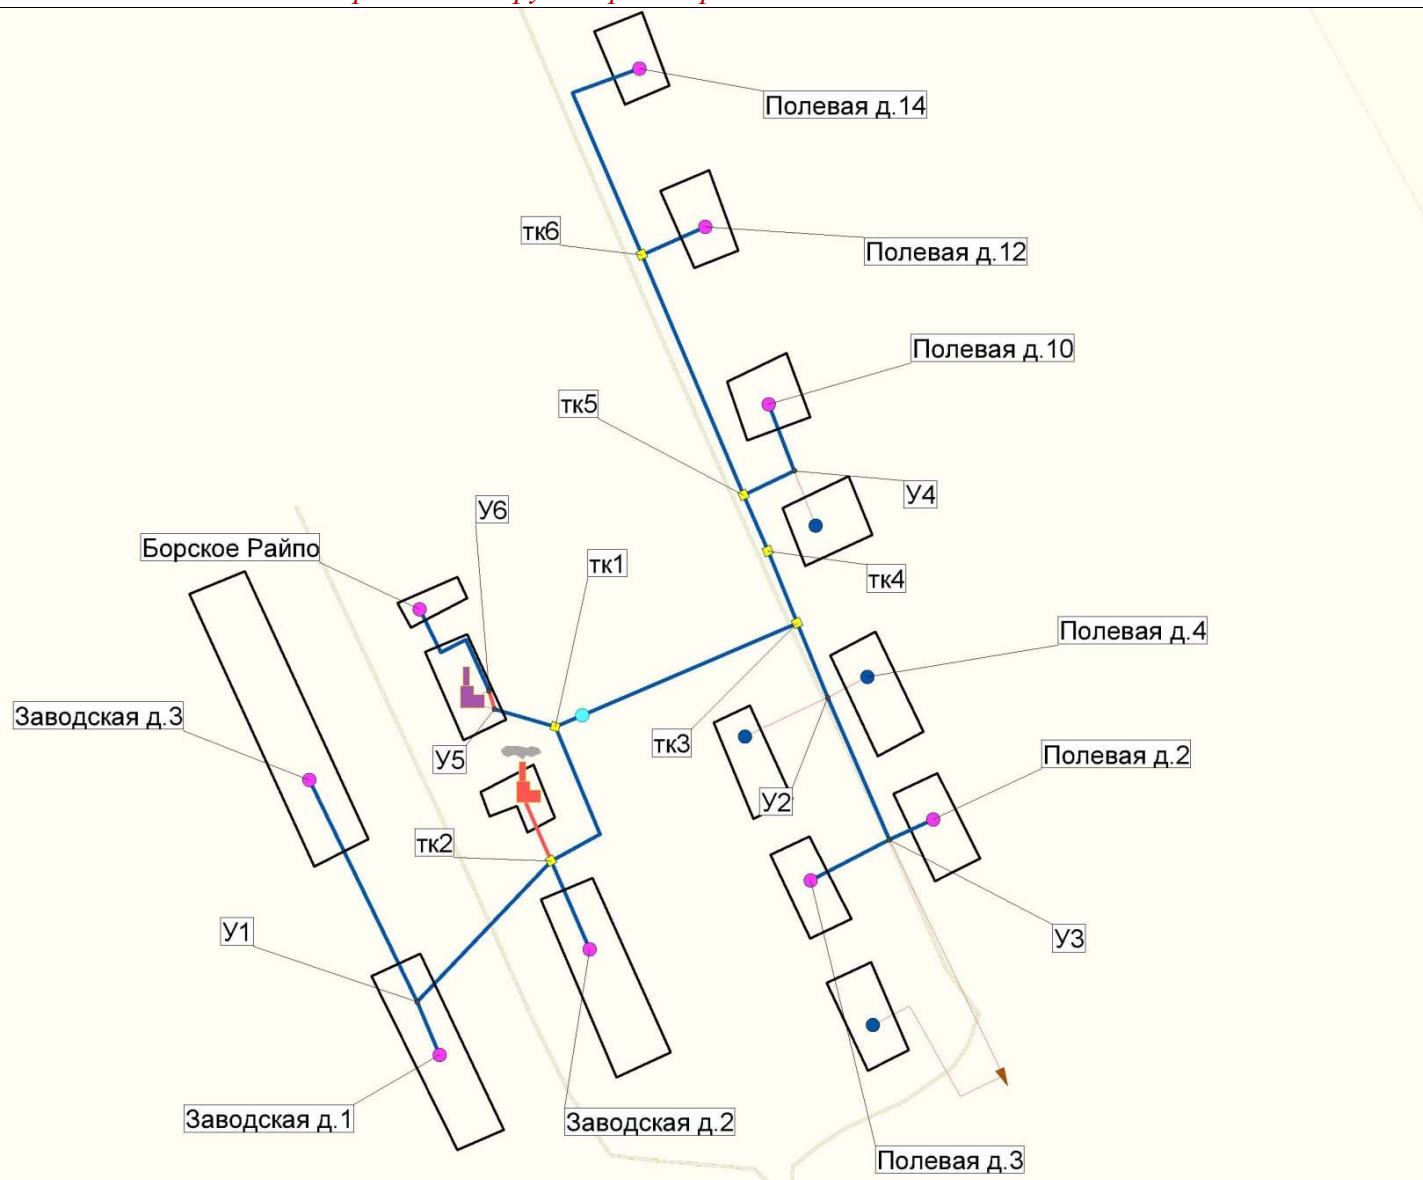 Полевая д.14
тк6
Полевая д.12
Полевая д.10
тк5
У4
У6
Борское Райпо
тк1
тк4
Полевая д.4
Заводская д.3
тк3
У5
Полевая д.2
У2
тк2
У1
У3
Заводская д.1
Заводская д.2
Полевая д.3